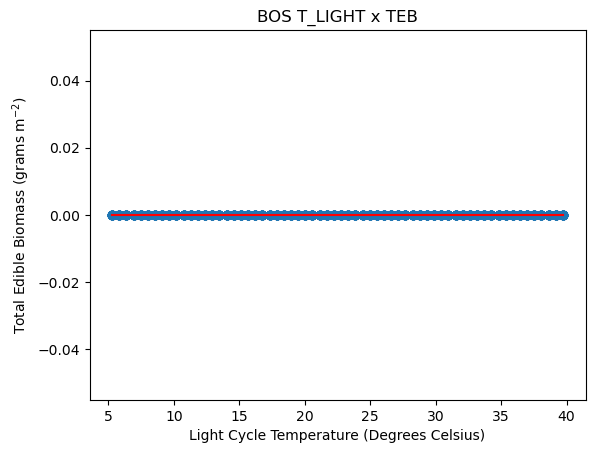 BOS T_LIGHT x TEB
Total Edible Biomass (grams m⁻²)
0.04
0.02
0.00
−0.02
−0.04
5 10 15 20 25 30 35 40
Light Cycle Temperature (Degrees Celsius)